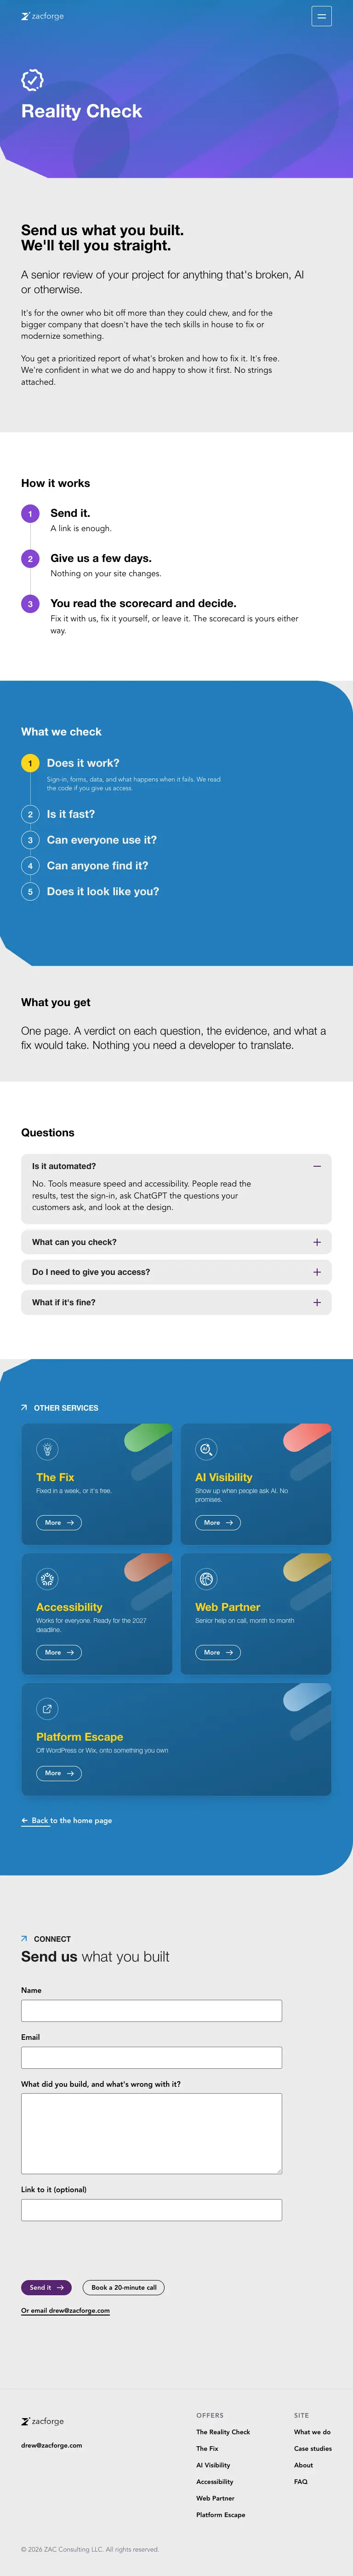 zacforge
Reality Check
Send us what you built.
We'll tell you straight.
A senior review of your project for anything that's broken, AI
or otherwise.
It's for the owner who bit off more than they could chew, and for the
bigger company that doesn't have the tech skills in house to fix or
modernize something.
You get a prioritized report of what's broken and how to fix it. It's free.
We're confident in what we do and happy to show it first. No strings
attached.
How it works
1
Send it.
A link is enough.
2
Give us a few days.
Nothing on your site changes.
3
You read the scorecard and decide.
Fix it with us, fix it yourself, or leave it. The scorecard is yours either
way.
What we check
1
Does it work?
Sign-in, forms, data, and what happens when it fails. We read
the code if you give us access.
2
Is it fast?
3
Can everyone use it?
4
Can anyone find it?
5
Does it look like you?
What you get
One page. A verdict on each question, the evidence, and what a
fix would take. Nothing you need a developer to translate.
Questions
Is it automated?
No. Tools measure speed and accessibility. People read the
results, test the sign-in, ask ChatGPT the questions your
customers ask, and look at the design.
What can you check?
Do I need to give you access?
What if it's fine?
OTHER SERVICES
The Fix
Fixed in a week, or it's free.
More
AI Visibility
Show up when people ask AI. No
promises.
More
Accessibility
Works for everyone. Ready for the 2027
deadline.
More
Web Partner
Senior help on call, month to month
More
Platform Escape
Off WordPress or Wix, onto something you own
More
Back to the home page
CONNECT
Send us what you built
Name
Email
What did you build, and what's wrong with it?
Link to it (optional)
Send it
Book a 20-minute call
Or email drew@zacforge.com
zacforge
drew@zacforge.com
OFFERS
The Reality Check
The Fix
AI Visibility
Accessibility
Web Partner
Platform Escape
SITE
What we do
Case studies
About
FAQ
© 2026 ZAC Consulting LLC. All rights reserved.